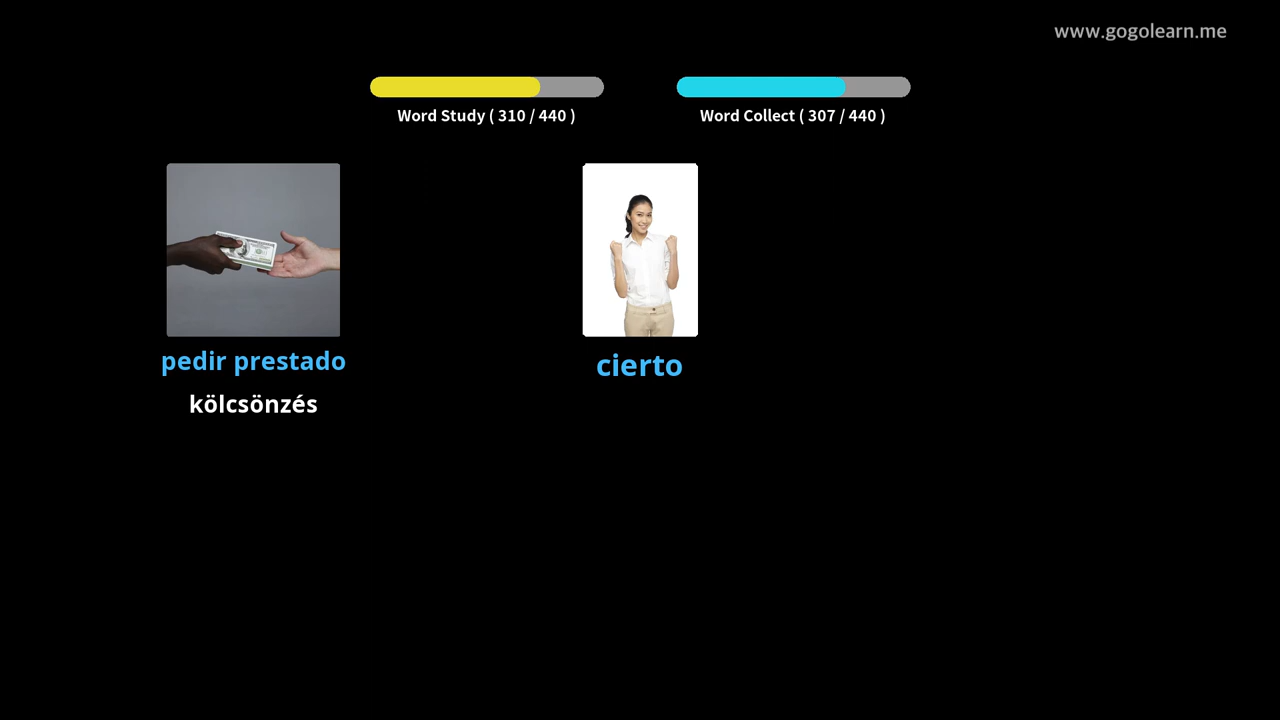 www.gogolearn.me
Word Study ( 310 / 440 )
Word Collect ( 307 / 440 )
pedir prestado
kölcsönzés
cierto